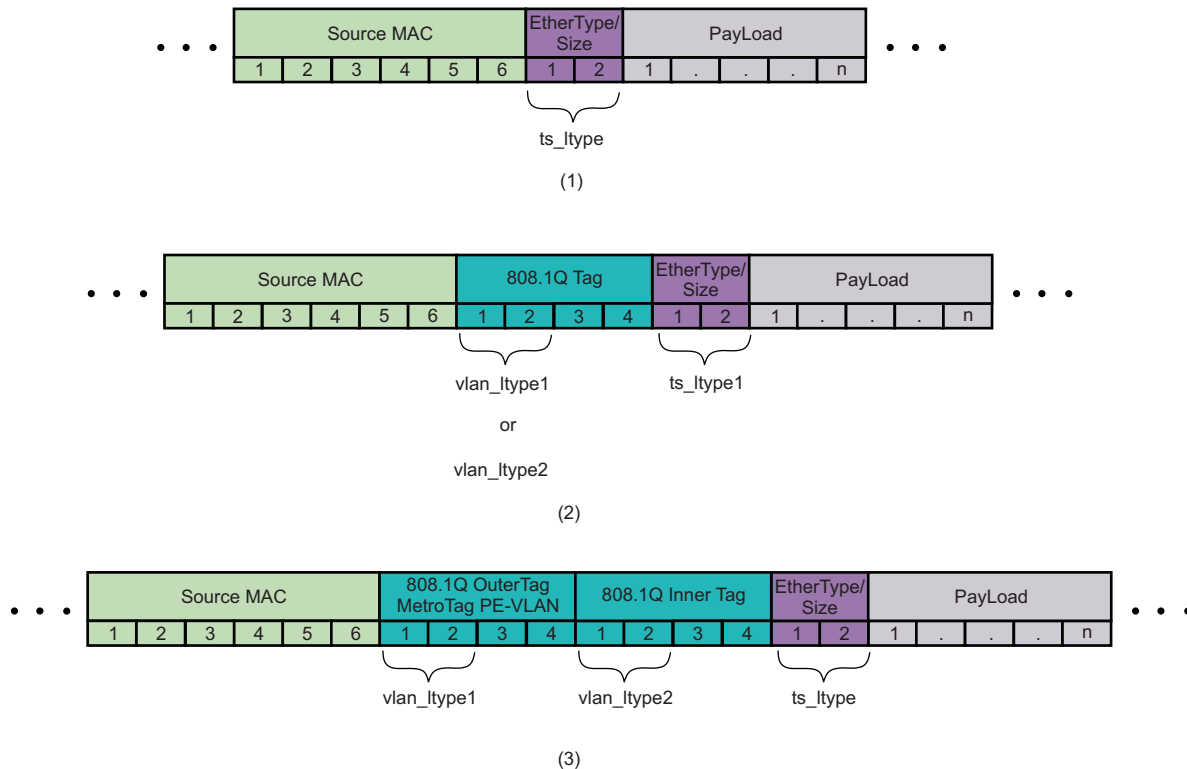 Source MAC EtherType/ Size PayLoad
1 2 3 4 5 6 1 2 1 . . . n
ts_ltype
(1)
Source MAC 808.1Q Tag EtherType/ Size PayLoad
1 2 3 4 5 6 1 2 3 4 1 2 1 . . . n
vlan_ltype1 ts_ltype1
or
vlan_ltype2
(2)
Source MAC 808.1Q OuterTag MetroTag PE-VLAN 808.1Q Inner Tag EtherType/ Size PayLoad
1 2 3 4 5 6 1 2 3 4 1 2 3 4 1 2 1 . . . n
vlan_ltype1 vlan_ltype2 ts_ltype
(3)